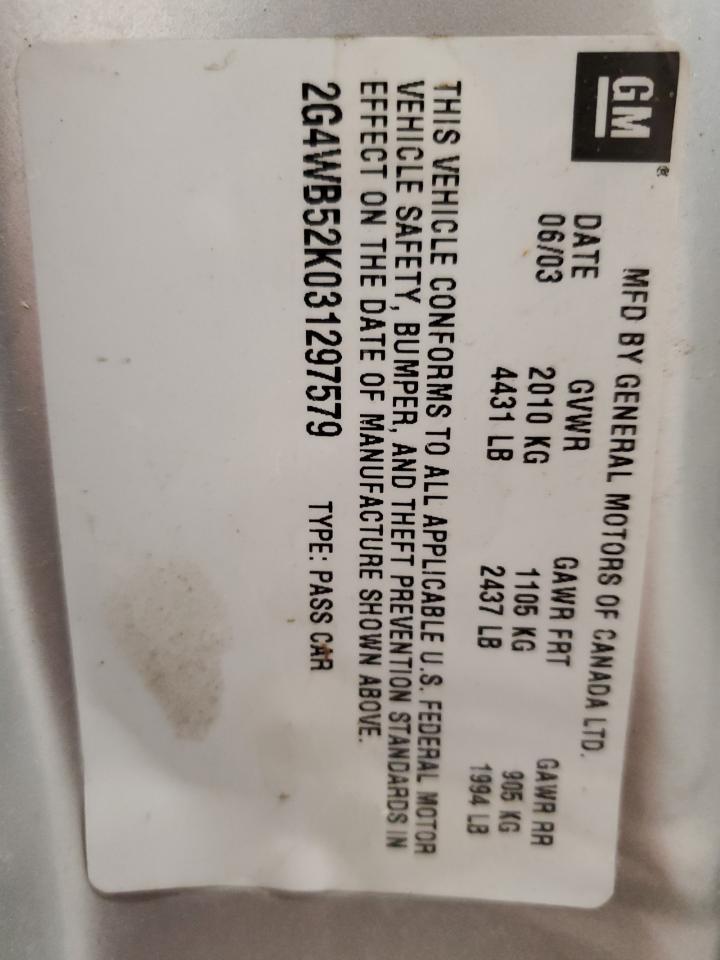 GM®
MFD BY GENERAL MOTORS OF CANADA LTD.
DATE GVWR GAWR FRT GAWR RR
06/03 2010 KG 1105 KG 905 KG
4431 LB 2437 LB 1994 LB
THIS VEHICLE CONFORMS TO ALL APPLICABLE U.S. FEDERAL MOTOR
VEHICLE SAFETY, BUMPER, AND THEFT PREVENTION STANDARDS IN
EFFECT ON THE DATE OF MANUFACTURE SHOWN ABOVE.
2G4WB52K031297579 TYPE: PASS CAR